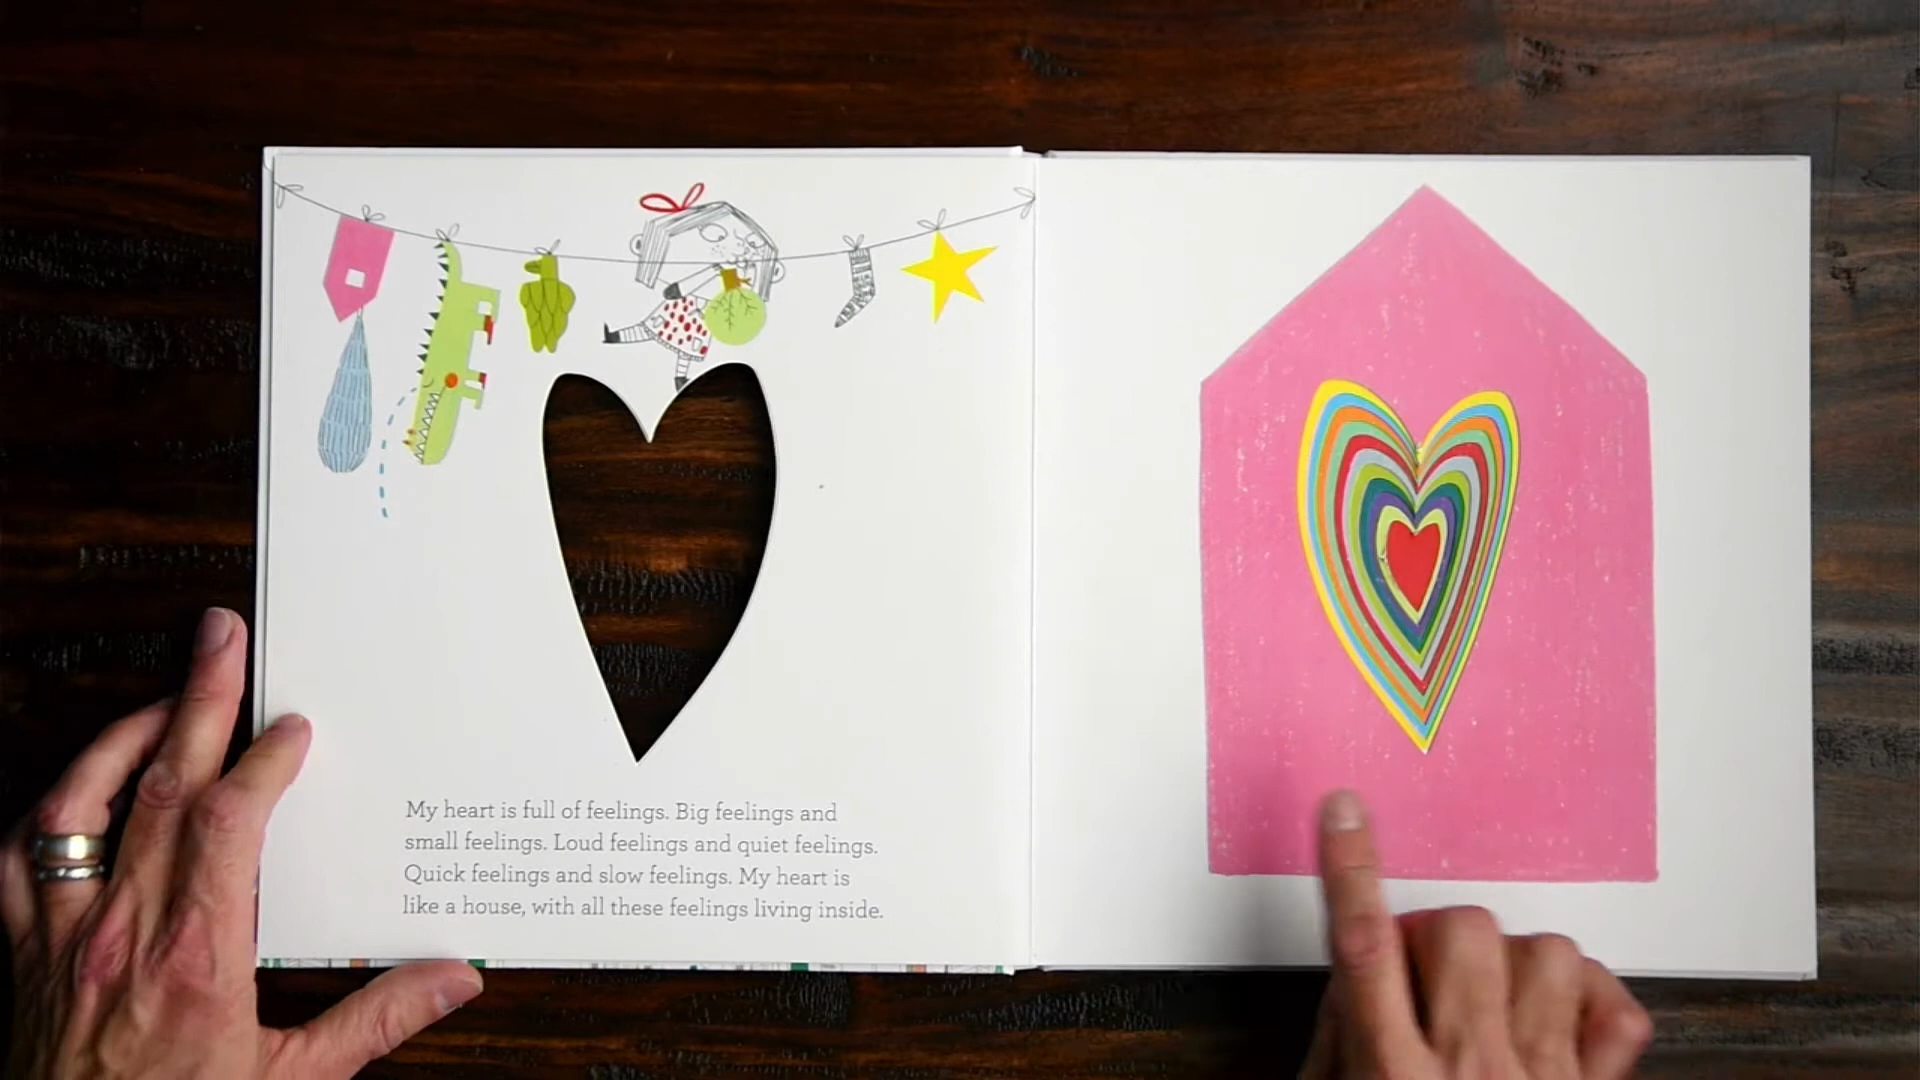 My heart is full of feelings. Big feelings and
small feelings. Loud feelings and quiet feelings.
Quick feelings and slow feelings. My heart is
like a house, with all these feelings living inside.